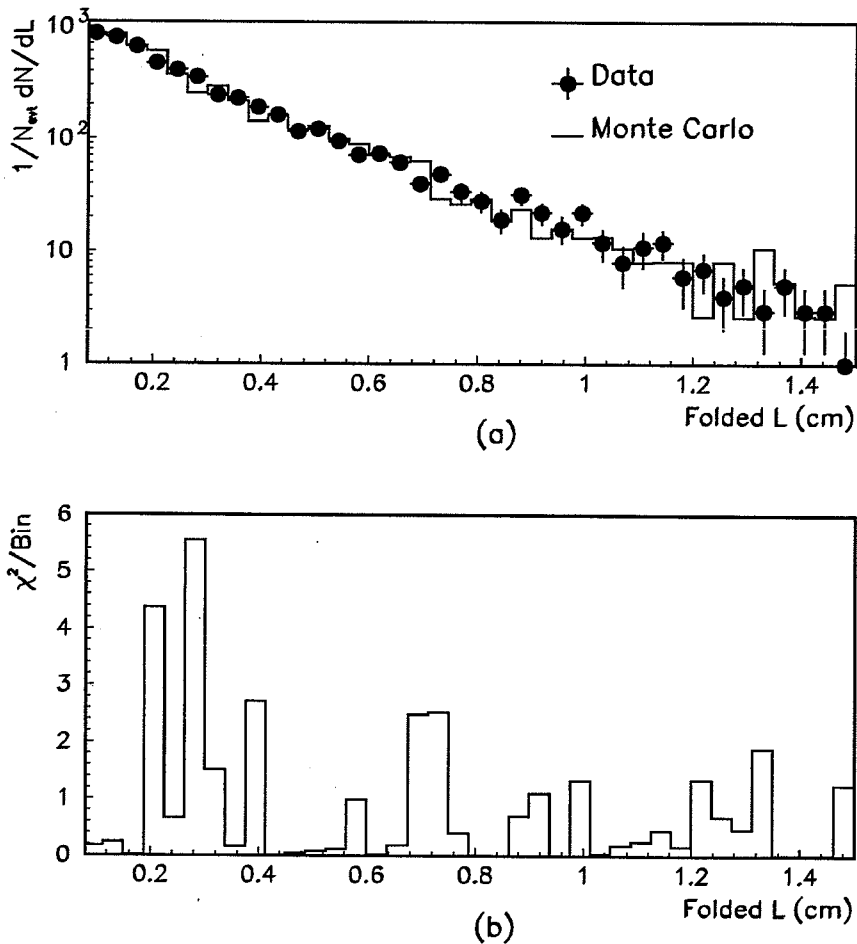 10³
10²
10
1
1/N_evt dN/dL
Data
Monte Carlo
0.2 0.4 0.6 0.8 1 1.2 1.4
Folded L (cm)
(a)
6
5
4
3
2
1
0
χ²/Bin
0.2 0.4 0.6 0.8 1 1.2 1.4
Folded L (cm)
(b)